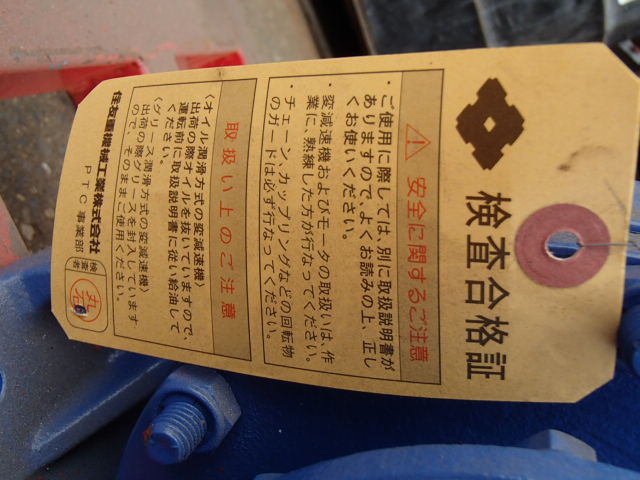 検査合格証
安全に関するご注意
・ご使用に際しては、別に取扱説明書が
ありますので、よくお読みの上、正し
くお使いください。
・変減速機およびモータの取扱いは、作
業に、熟練した方が行なってください。
・チェーン、カップリングなどの回転物
のガードは必ず行なってください。
取扱い上のご注意
〈オイル潤滑方式の変減速機〉
出荷の際オイルを抜いていますので、
運転前に取扱説明書に従い給油して
ください。
〈グリース潤滑方式の変減速機〉
出荷の際グリースを封入しています
ので、そのままご使用ください。
住友重機械工業株式会社
PTC事業部
検査者